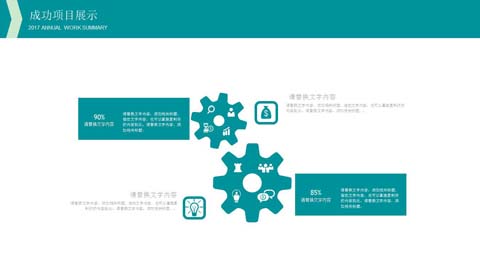 成功项目展示
2017 ANNUAL WORK SUMMARY
请替换文字内容
90%
请替换文字内容
请替换文字内容，添加相关标题，
修改文字内容，也可以直接复制你
的内容到此。请替换文字内容，添
加相关标题。
请替换文字内容，添加相关标题，修改文字内容，也可以直接复制你
的内容到此。请替换文字内容，添加相关标题，。
请替换文字内容
请替换文字内容，添加相关标题，修改文字内容，也可以直接复
制你的内容到此。请替换文字内容，添加相关标题，。
85%
请替换文字内容
请替换文字内容，添加相关标题，
修改文字内容，也可以直接复制你
的内容到此。请替换文字内容，添
加相关标题。